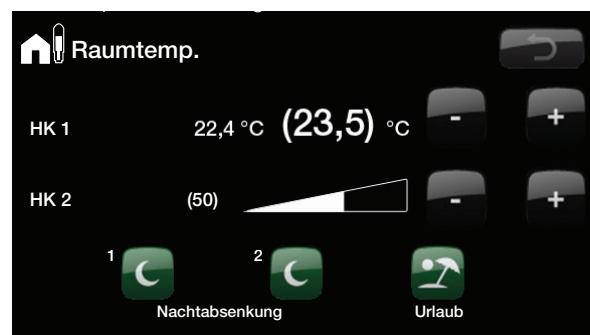 Raumtemp.
HK 1 22,4 °C (23,5) °C - +
HK 2 (50) - +
1 2
Nachtabsenkung Urlaub